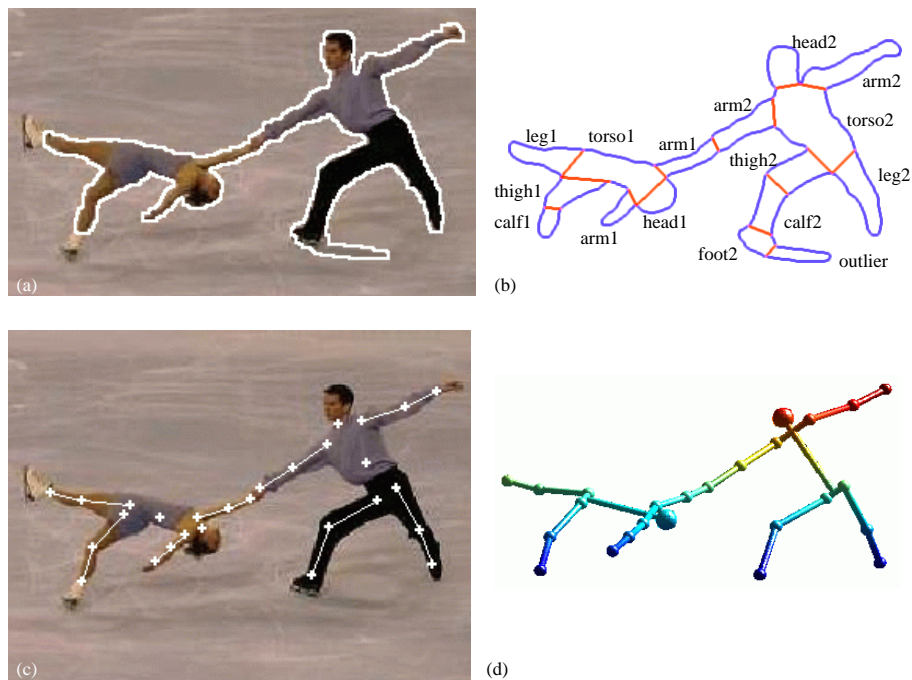 (a)
head2
arm2
arm2
torso2
leg1
torso1
arm1
thigh2
thigh1
leg2
calf1
arm1
head1
calf2
foot2
outlier
(b)
(c)
(d)